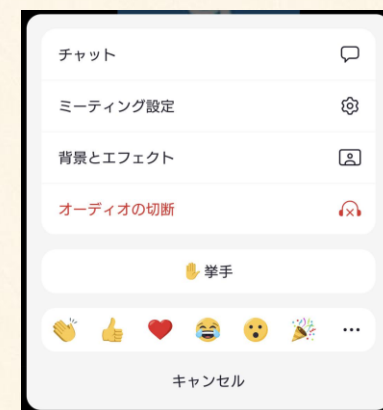 チャット
ミーティング設定
背景とエフェクト
オーディオの切断
挙手
キャンセル